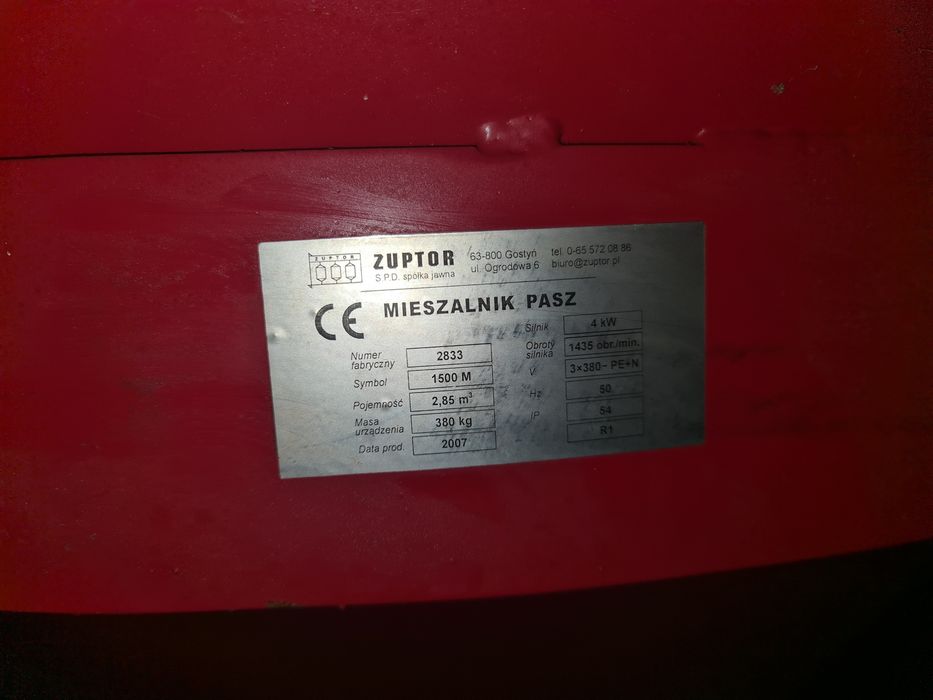 ZUPTOR
ZUPTOR
S.P.D. spółka jawna
63-800 Gostyń
ul. Ogrodowa 6
tel. 0-65 572 08 86
biuro@zuptor.pl
CE
MIESZALNIK PASZ
Numer fabryczny 2833
Symbol 1500 M
Pojemność 2,85 m³
Masa urządzenia 380 kg
Data prod. 2007
Silnik 4 kW
Obroty silnika 1435 obr./min.
V 3×380~ PE+N
Hz 50
IP 54
R1